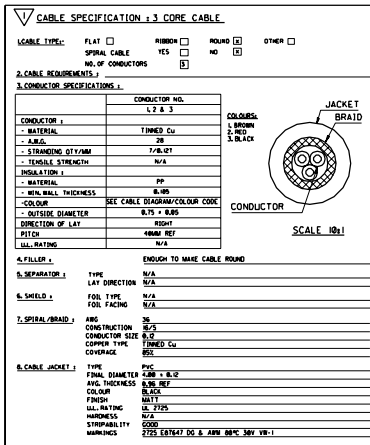 1 CABLE SPECIFICATION : 3 CORE CABLE
1.CABLE TYPE:- FLAT RIBBON ROUND X OTHER
SPIRAL CABLE YES NO X
NO. OF CONDUCTORS 3
2. CABLE REQUIREMENTS :
3. CONDUCTOR SPECIFICATIONS :
CONDUCTOR NO.
1, 2 & 3
CONDUCTOR :
- MATERIAL TINNED Cu
- A.W.G. 28
- STRANDING QTY/MM 7/0.127
- TENSILE STRENGTH N/A
INSULATION :
- MATERIAL PP
- MIN. WALL THICKNESS 0.105
-COLOUR SEE CABLE DIAGRAM/COLOUR CODE
- OUTSIDE DIAMETER 0.75 ± 0.05
DIRECTION OF LAY RIGHT
PITCH 40MM REF
U.L. RATING N/A
COLOURS:
1. BROWN
2. RED
3. BLACK
JACKET
BRAID
CONDUCTOR
SCALE 10:1
4. FILLER : ENOUGH TO MAKE CABLE ROUND
5. SEPARATOR : TYPE N/A
LAY DIRECTION N/A
6. SHIELD : FOIL TYPE N/A
FOIL FACING N/A
7. SPIRAL/BRAID : AWG 36
CONSTRUCTION 16/5
CONDUCTOR SIZE 0.12
COPPER TYPE TINNED Cu
COVERAGE 85%
8. CABLE JACKET : TYPE PVC
FINAL DIAMETER 4.00 ± 0.12
AVG. THICKNESS 0.96 REF
COLOUR BLACK
FINISH MATT
U.L. RATING UL 2725
HARDNESS N/A
STRIPABILITY GOOD
MARKINGS 2725 E87647 DG & AWM 80°C 30V VW-1